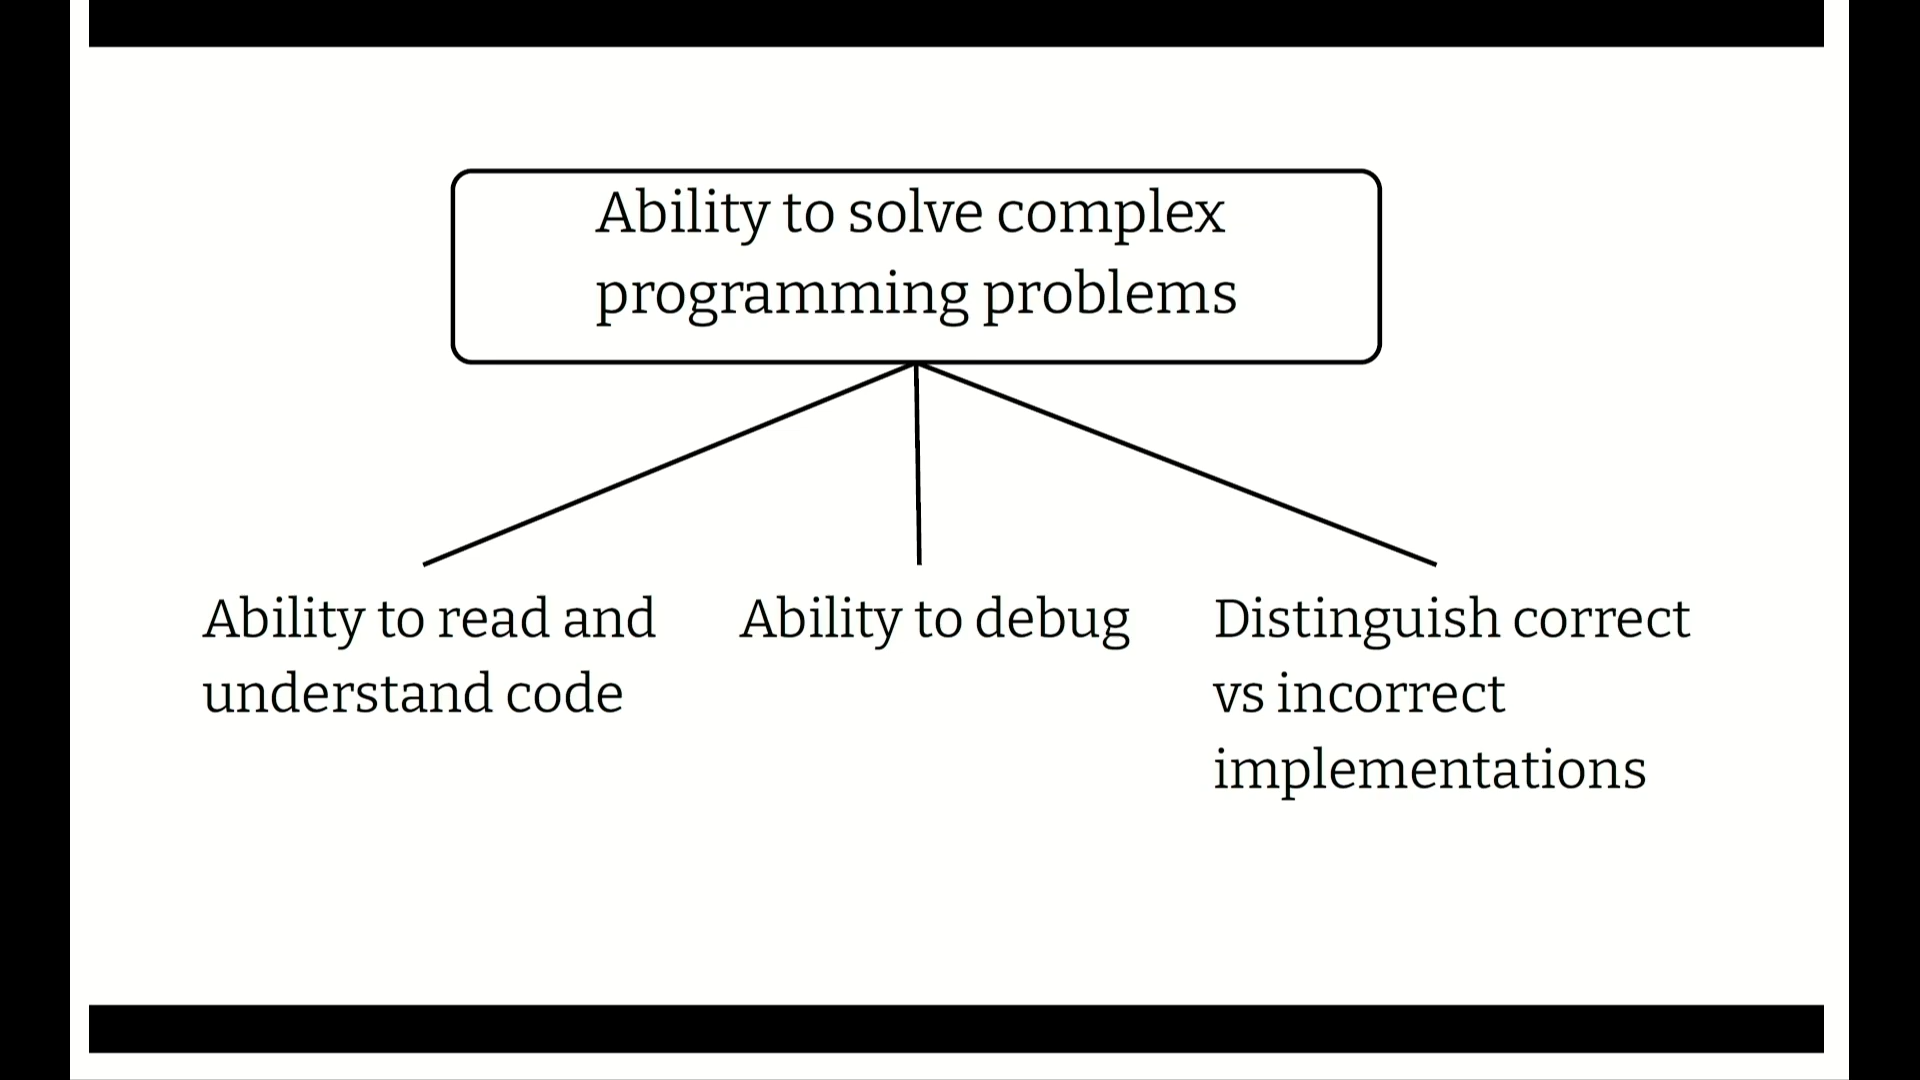 Ability to solve complex
programming problems
Ability to read and
understand code
Ability to debug
Distinguish correct
vs incorrect
implementations